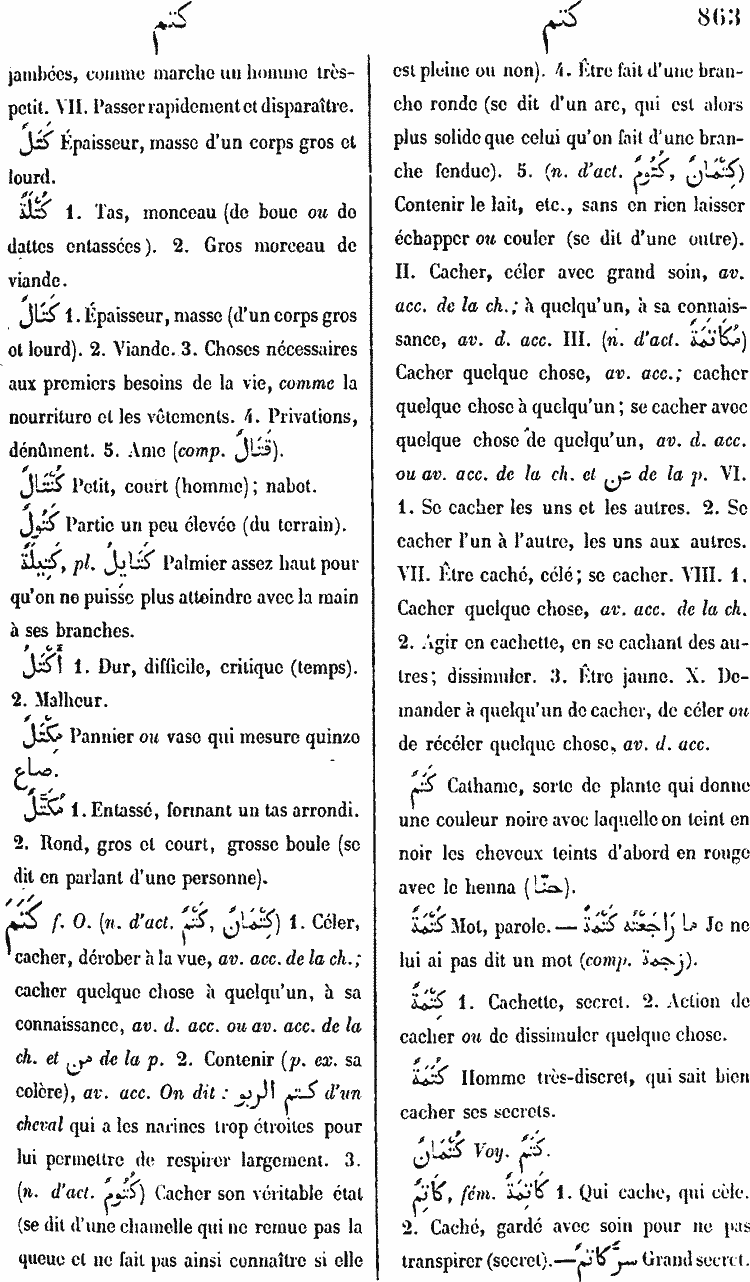 كتم
كتم 863
jambées, comme marche un homme très-
petit. VII. Passer rapidement et disparaître.
كَتَلٌ Épaisseur, masse d'un corps gros et
lourd.
كُتْلَةٌ 1. Tas, monceau (de boue ou de
dattes entassées). 2. Gros morceau de
viande.
كَتَالٌ 1. Épaisseur, masse (d'un corps gros
et lourd). 2. Viande. 3. Choses nécessaires
aux premiers besoins de la vie, comme la
nourriture et les vêtements. 4. Privations,
dénûment. 5. Ame (comp. قَتَالٌ).
كُتَّالٌ Petit, court (homme); nabot.
كَتُولٌ Partie un peu élevée (du terrain).
كَتِيلَةٌ, pl. كَتَايِلُ Palmier assez haut pour
qu'on ne puisse plus atteindre avec la main
à ses branches.
أَكْتَلُ 1. Dur, difficile, critique (temps).
2. Malheur.
مِكْتَلٌ Pannier ou vase qui mesure quinze
صاع.
مُكَتَّلٌ 1. Entassé, formant un tas arrondi.
2. Rond, gros et court, grosse boule (se
dit en parlant d'une personne).
كَتَمَ f. O. (n. d'act. كَتْمٌ, كِتْمَانٌ) 1. Céler,
cacher, dérober à la vue, av. acc. de la ch.;
cacher quelque chose à quelqu'un, à sa
connaissance, av. d. acc. ou av. acc. de la
ch. et من de la p. 2. Contenir (p. ex. sa
colère), av. acc. On dit : كتم الربو d'un
cheval qui a les narines trop étroites pour
lui permettre de respirer largement. 3.
(n. d'act. كُتُومٌ) Cacher son véritable état
(se dit d'une chamelle qui ne remue pas la
queue et ne fait pas ainsi connaître si elle
est pleine ou non). 4. Être fait d'une bran-
che ronde (se dit d'un arc, qui est alors
plus solide que celui qu'on fait d'une bran-
che fendue). 5. (n. d'act. كُتُومٌ, كِتْمَانٌ)
Contenir le lait, etc., sans en rien laisser
échapper ou couler (se dit d'une outre).
II. Cacher, céler avec grand soin, av.
acc. de la ch.; à quelqu'un, à sa connais-
sance, av. d. acc. III. (n. d'act. مُكَاتَمَةٌ)
Cacher quelque chose, av. acc.; cacher
quelque chose à quelqu'un; se cacher avec
quelque chose de quelqu'un, av. d. acc.
ou av. acc. de la ch. et عن de la p. VI.
1. Se cacher les uns et les autres. 2. Se
cacher l'un à l'autre, les uns aux autres.
VII. Être caché, célé; se cacher. VIII. 1.
Cacher quelque chose, av. acc. de la ch.
2. Agir en cachette, en se cachant des au-
tres; dissimuler. 3. Être jaune. X. De-
mander à quelqu'un de cacher, de céler ou
de récéler quelque chose, av. d. acc.
كَتَمٌ Cathame, sorte de plante qui donne
une couleur noire avec laquelle on teint en
noir les cheveux teints d'abord en rouge
avec le henna (حنّا).
كَتْمَةٌ Mot, parole. — ما رَاجَعْتُهُ كَتْمَةً Je ne
lui ai pas dit un mot (comp. زجمة).
كُتْمَةٌ 1. Cachette, secret. 2. Action de
cacher ou de dissimuler quelque chose.
كُتَمَةٌ Homme très-discret, qui sait bien
cacher ses secrets.
كُتْمَانٌ Voy. كَتَمٌ.
كَاتِمٌ, fém. كَاتِمَةٌ 1. Qui cache, qui cèle.
2. Caché, gardé avec soin pour ne pas
transpirer (secret).— سِرٌّ كَاتِمٌ Grand secret.